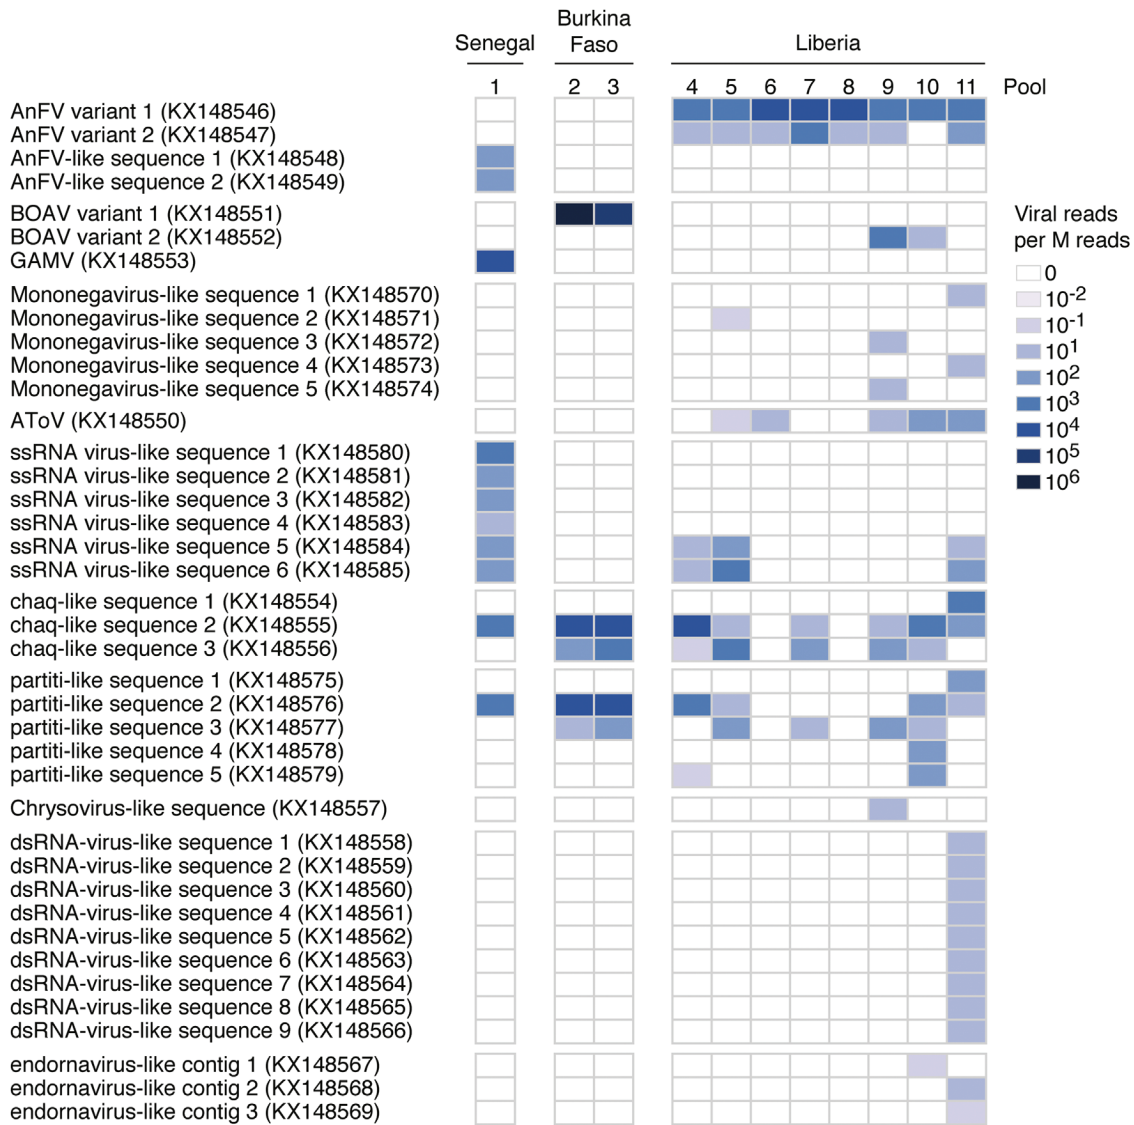 Senegal
Burkina
Faso
Liberia
1 2 3 4 5 6 7 8 9 10 11 Pool
AnFV variant 1 (KX148546)
AnFV variant 2 (KX148547)
AnFV-like sequence 1 (KX148548)
AnFV-like sequence 2 (KX148549)
BOAV variant 1 (KX148551)
BOAV variant 2 (KX148552)
GAMV (KX148553)
Mononegavirus-like sequence 1 (KX148570)
Mononegavirus-like sequence 2 (KX148571)
Mononegavirus-like sequence 3 (KX148572)
Mononegavirus-like sequence 4 (KX148573)
Mononegavirus-like sequence 5 (KX148574)
AToV (KX148550)
ssRNA virus-like sequence 1 (KX148580)
ssRNA virus-like sequence 2 (KX148581)
ssRNA virus-like sequence 3 (KX148582)
ssRNA virus-like sequence 4 (KX148583)
ssRNA virus-like sequence 5 (KX148584)
ssRNA virus-like sequence 6 (KX148585)
chaq-like sequence 1 (KX148554)
chaq-like sequence 2 (KX148555)
chaq-like sequence 3 (KX148556)
partiti-like sequence 1 (KX148575)
partiti-like sequence 2 (KX148576)
partiti-like sequence 3 (KX148577)
partiti-like sequence 4 (KX148578)
partiti-like sequence 5 (KX148579)
Chrysovirus-like sequence (KX148557)
dsRNA-virus-like sequence 1 (KX148558)
dsRNA-virus-like sequence 2 (KX148559)
dsRNA-virus-like sequence 3 (KX148560)
dsRNA-virus-like sequence 4 (KX148561)
dsRNA-virus-like sequence 5 (KX148562)
dsRNA-virus-like sequence 6 (KX148563)
dsRNA-virus-like sequence 7 (KX148564)
dsRNA-virus-like sequence 8 (KX148565)
dsRNA-virus-like sequence 9 (KX148566)
endornavirus-like contig 1 (KX148567)
endornavirus-like contig 2 (KX148568)
endornavirus-like contig 3 (KX148569)
Viral reads
per M reads
0
10⁻²
10⁻¹
10¹
10²
10³
10⁴
10⁵
10⁶